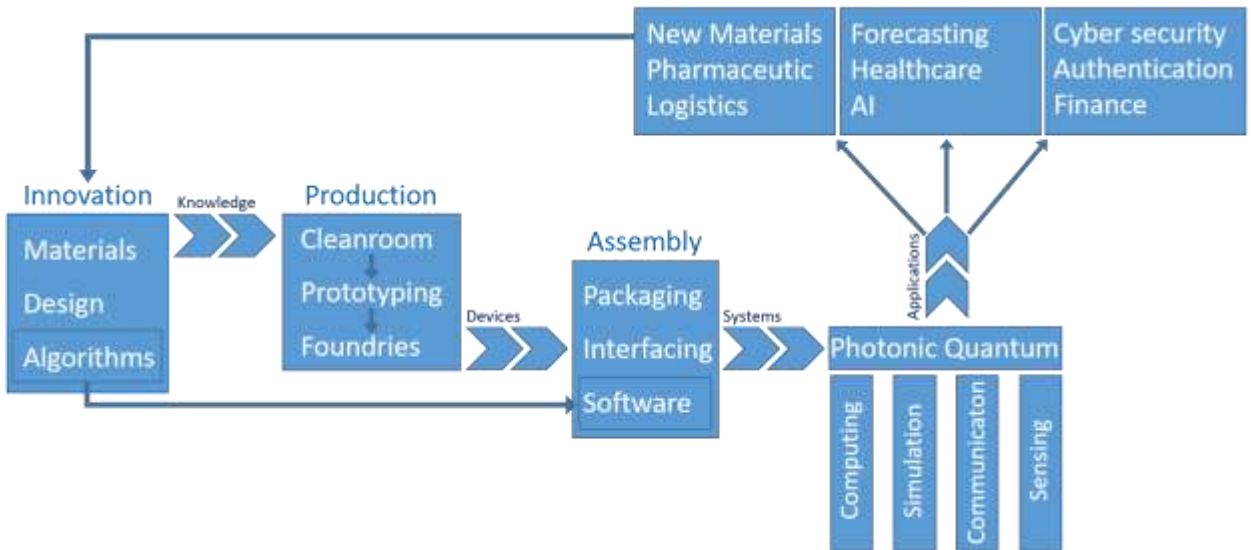 New Materials
Pharmaceutic
Logistics
Forecasting
Healthcare
AI
Cyber security
Authentication
Finance
Innovation
Materials
Design
Algorithms
Knowledge
Production
Cleanroom
Prototyping
Foundries
Devices
Assembly
Packaging
Interfacing
Software
Systems
Applications
Photonic Quantum
Computing
Simulation
Communicaton
Sensing